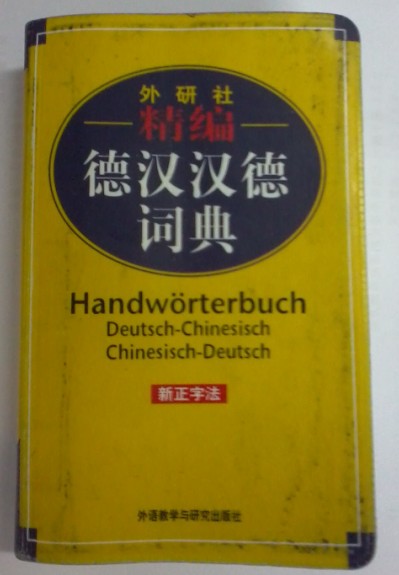 外研社
精编
德汉汉德
词典
Handwörterbuch
Deutsch-Chinesisch
Chinesisch-Deutsch
新正字法
外语教学与研究出版社